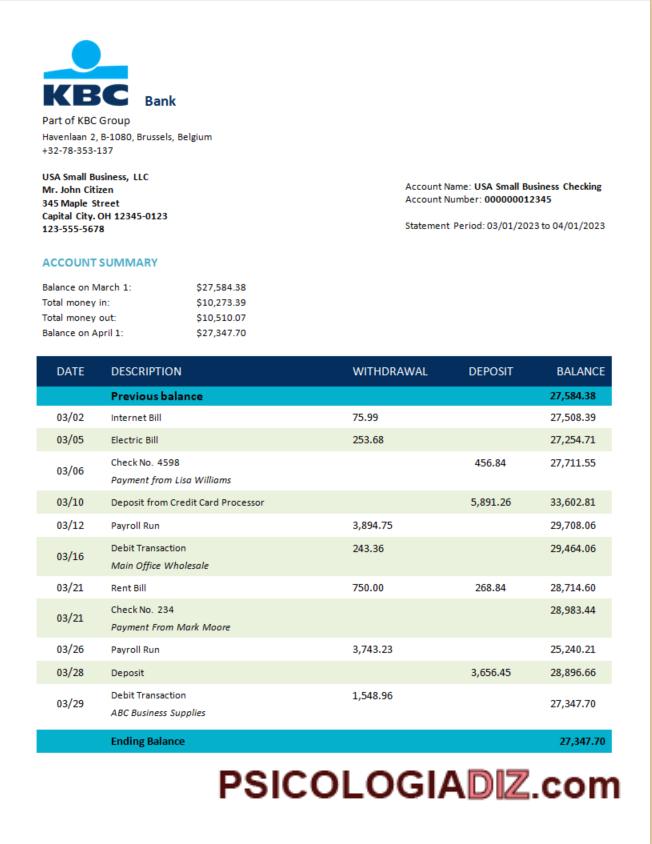 KBC Bank
Part of KBC Group
Havenlaan 2, B-1080, Brussels, Belgium
+32-78-353-137
USA Small Business, LLC
Mr. John Citizen
345 Maple Street
Capital City. OH 12345-0123
123-555-5678
Account Name: USA Small Business Checking
Account Number: 000000012345
Statement Period: 03/01/2023 to 04/01/2023
ACCOUNT SUMMARY
Balance on March 1: $27,584.38
Total money in: $10,273.39
Total money out: $10,510.07
Balance on April 1: $27,347.70
DATE DESCRIPTION WITHDRAWAL DEPOSIT BALANCE
Previous balance 27,584.38
03/02 Internet Bill 75.99 27,508.39
03/05 Electric Bill 253.68 27,254.71
03/06 Check No. 4598 456.84 27,711.55
Payment from Lisa Williams
03/10 Deposit from Credit Card Processor 5,891.26 33,602.81
03/12 Payroll Run 3,894.75 29,708.06
03/16 Debit Transaction 243.36 29,464.06
Main Office Wholesale
03/21 Rent Bill 750.00 268.84 28,714.60
03/21 Check No. 234 28,983.44
Payment From Mark Moore
03/26 Payroll Run 3,743.23 25,240.21
03/28 Deposit 3,656.45 28,896.66
03/29 Debit Transaction 1,548.96 27,347.70
ABC Business Supplies
Ending Balance 27,347.70
PSICOLOGIADIZ.com